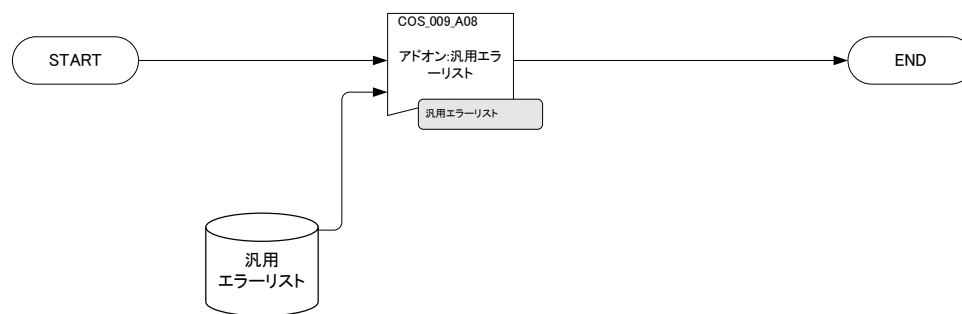 COS_009_A08
START
アドオン:汎用エラ
ーリスト
END
汎用エラーリスト
汎用
エラーリスト